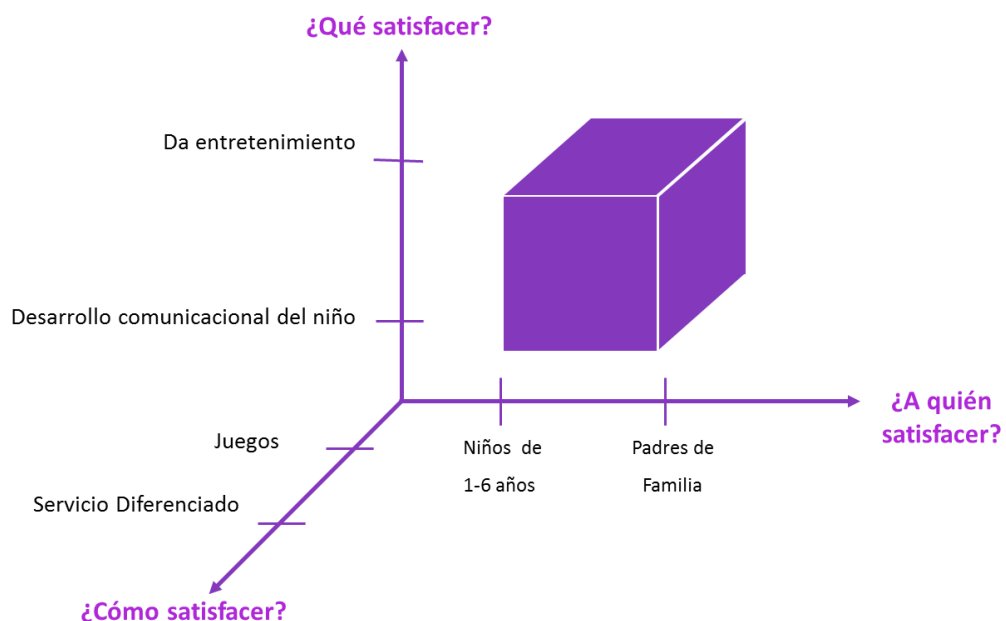 ¿Qué satisfacer?
Da entretenimiento
Desarrollo comunicacional del niño
¿A quién
satisfacer?
Juegos
Niños de
1-6 años
Padres de
Familia
Servicio Diferenciado
¿Cómo satisfacer?